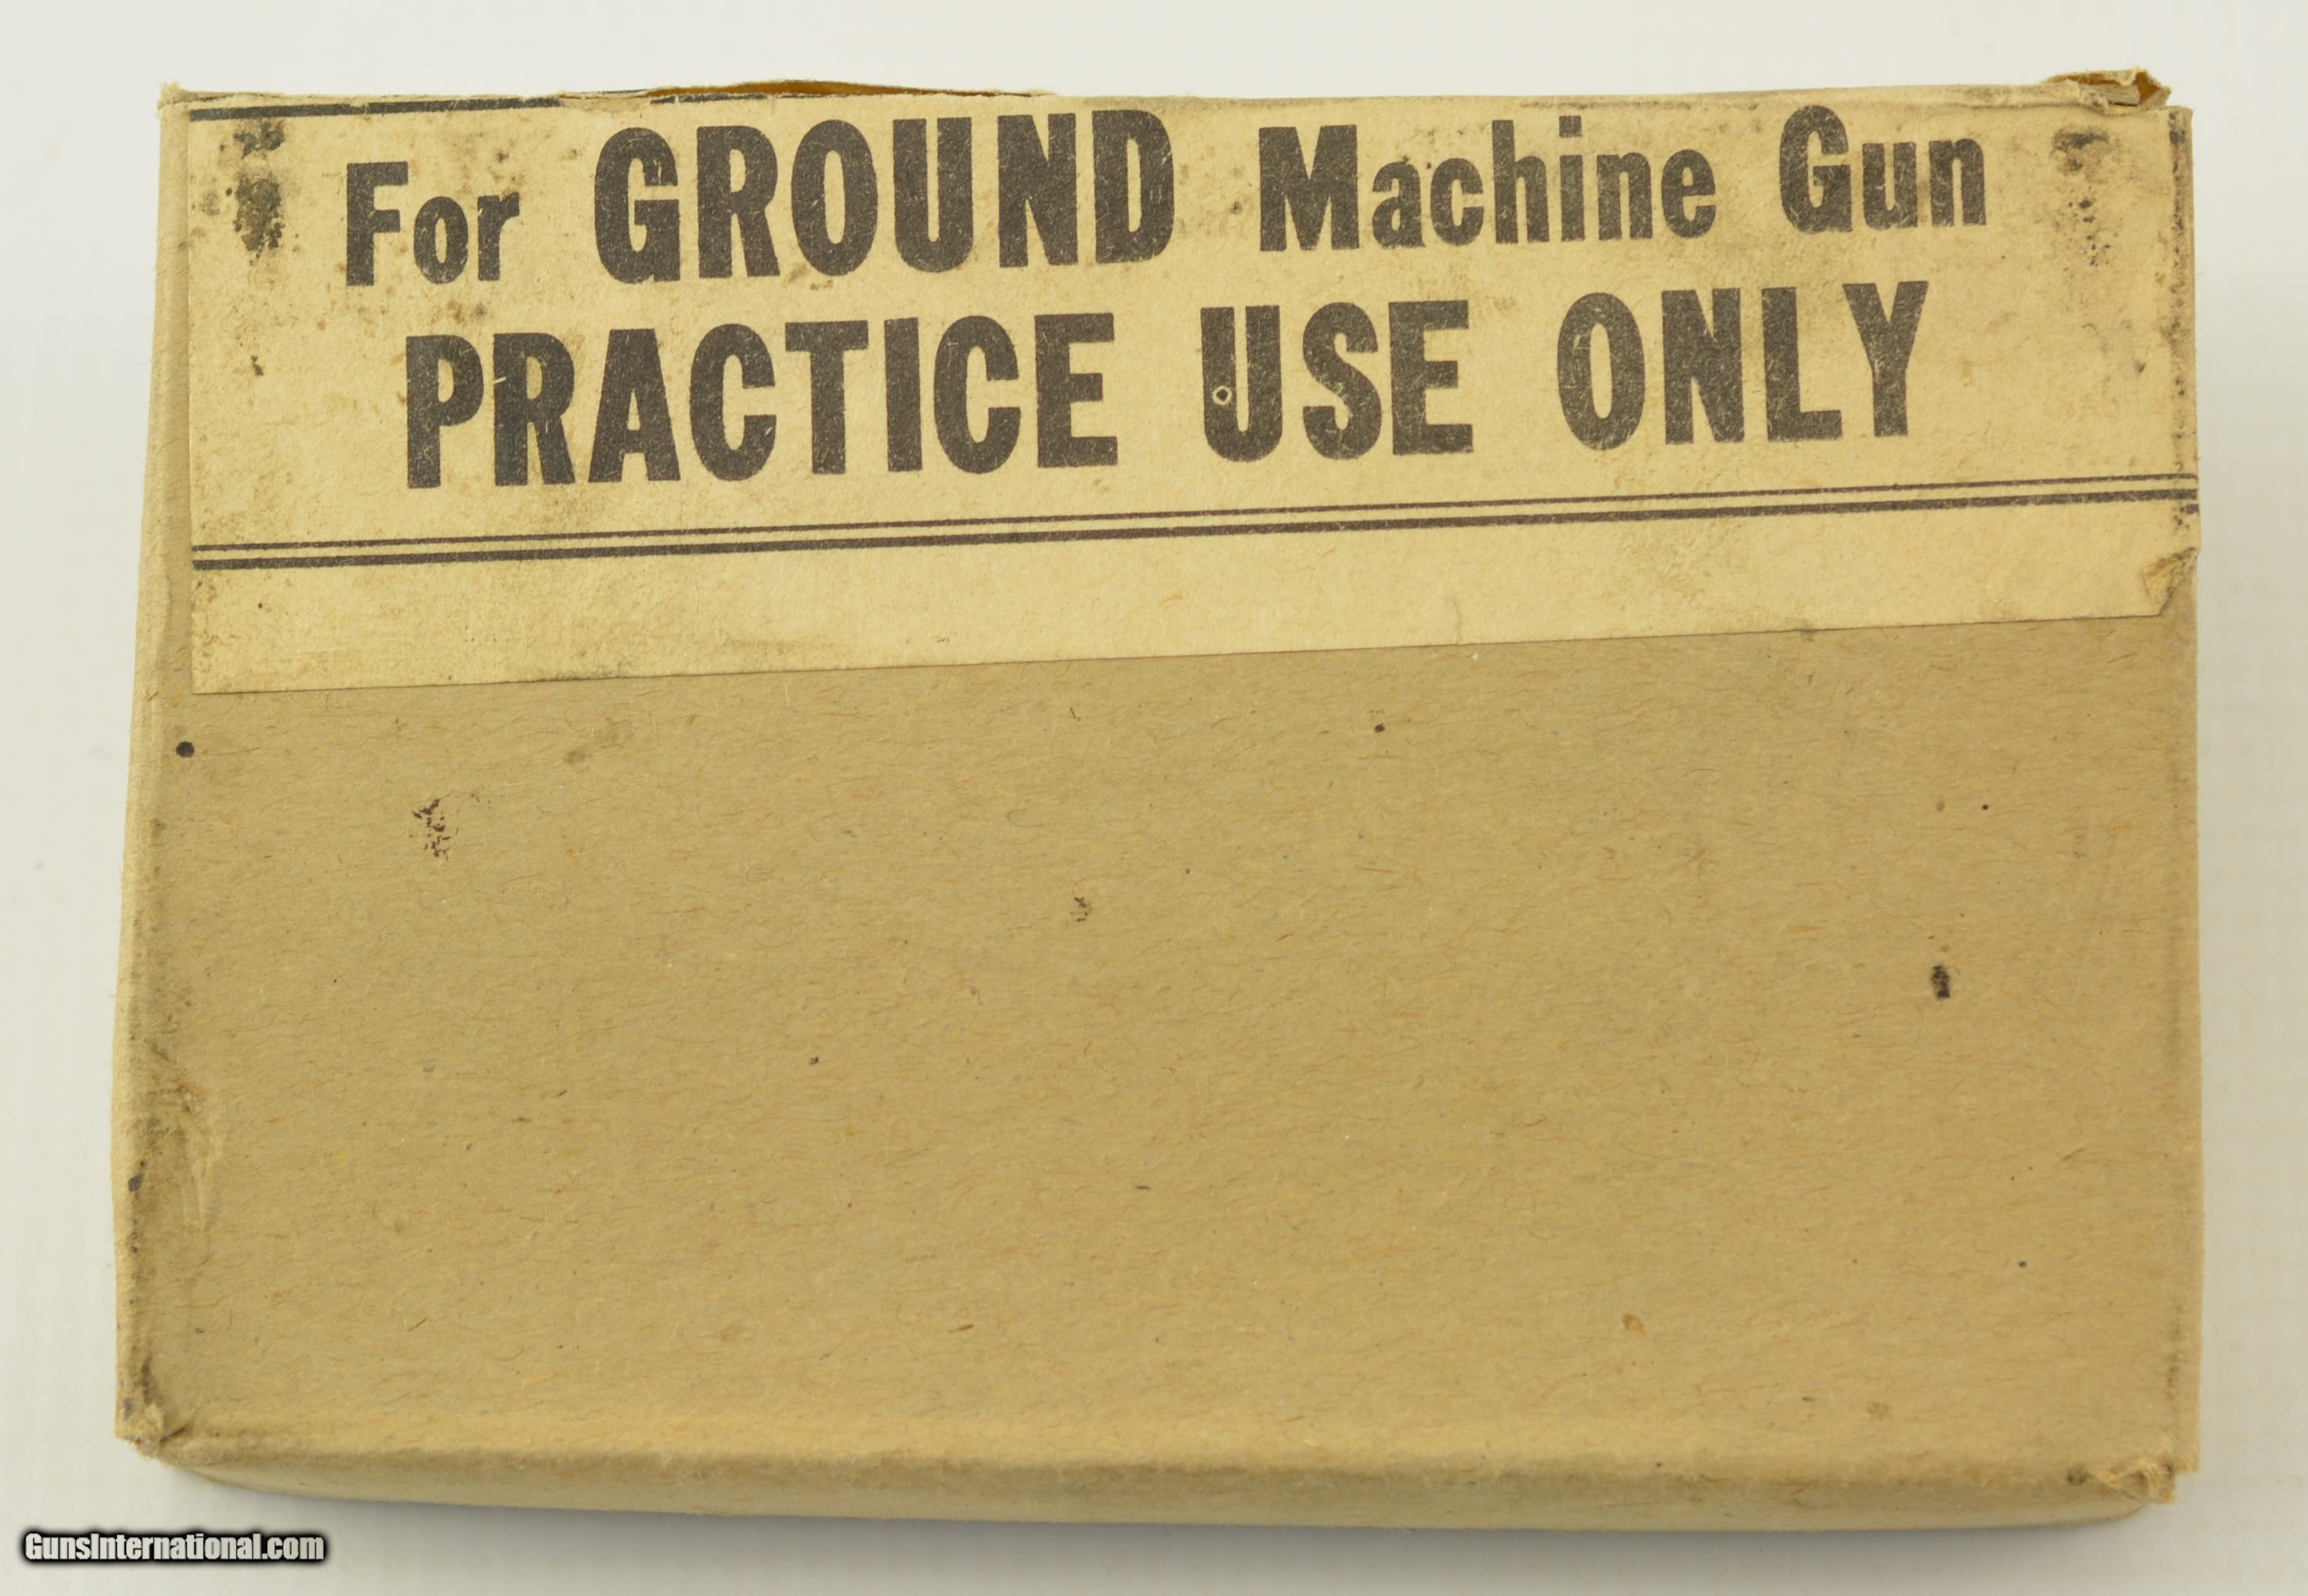 For GROUND Machine Gun
PRACTICE USE ONLY
GunsInternational.com